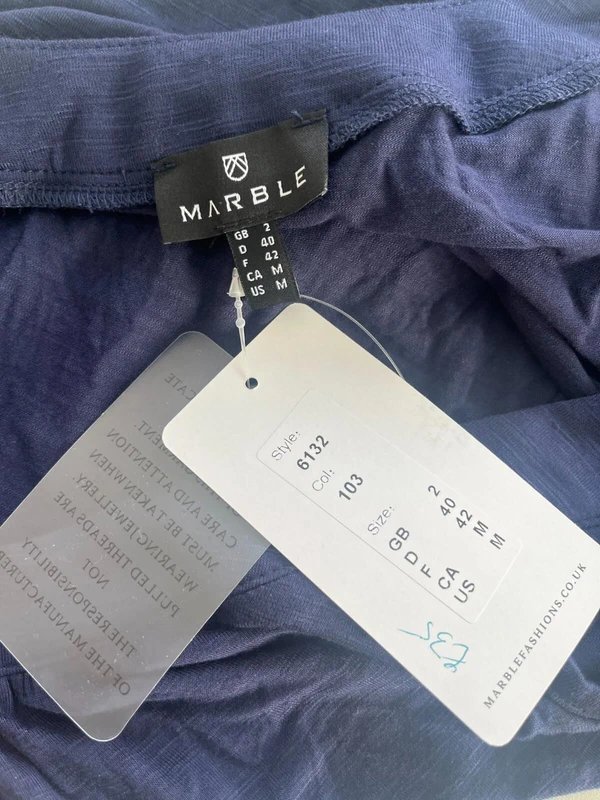 MARBLE
GB 2
D 40
F 42
CA M
US M
Style:
6132
Col:
103
Size:
GB 2
D 40
F 42
CA M
US M
£35
MARBLEFASHIONS.CO.UK
CATE
MENT.
CARE AND ATTENTION
MUST BE TAKEN WHEN
WEARING JEWELLERY.
PULLED THREADS ARE
NOT
THE RESPONSIBILITY
OF THE MANUFACTURER